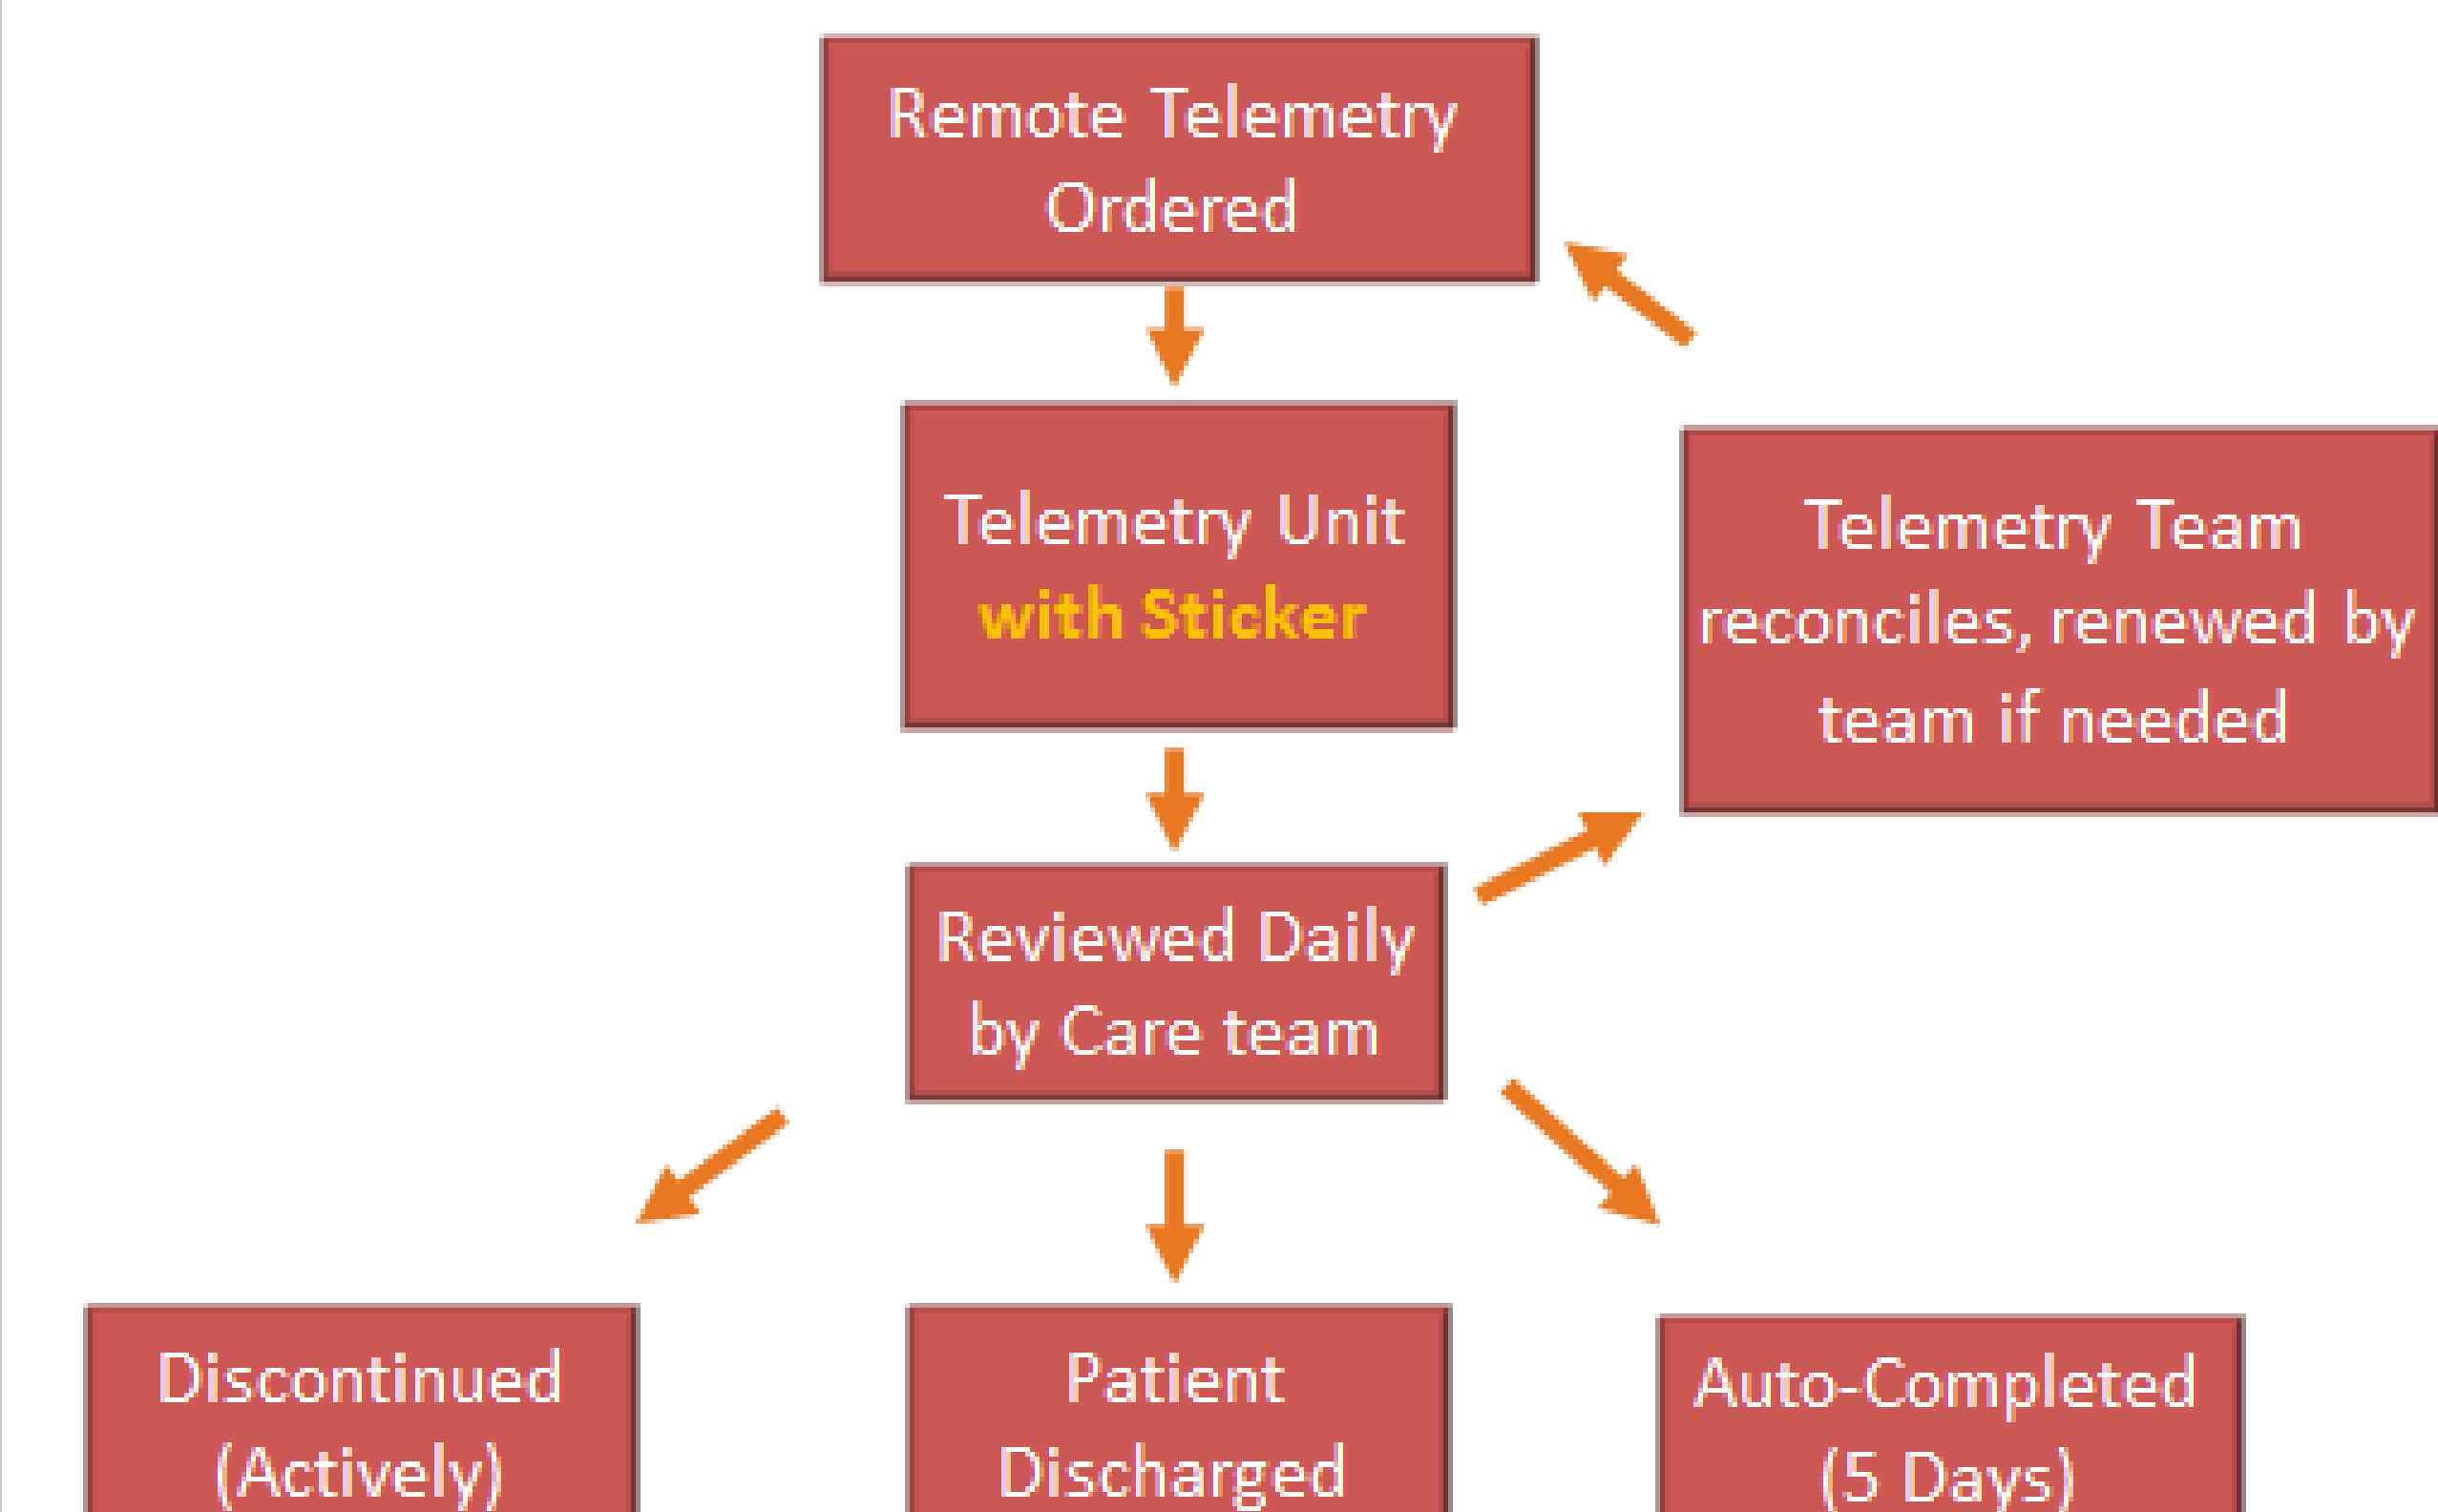 Remote Telemetry
Ordered
Telemetry Unit
with Sticker
Telemetry Team
reconciles, renewed by
team if needed
Reviewed Daily
by Care team
Discontinued
(Actively)
Patient
Discharged
Auto-Completed
(5 Days)